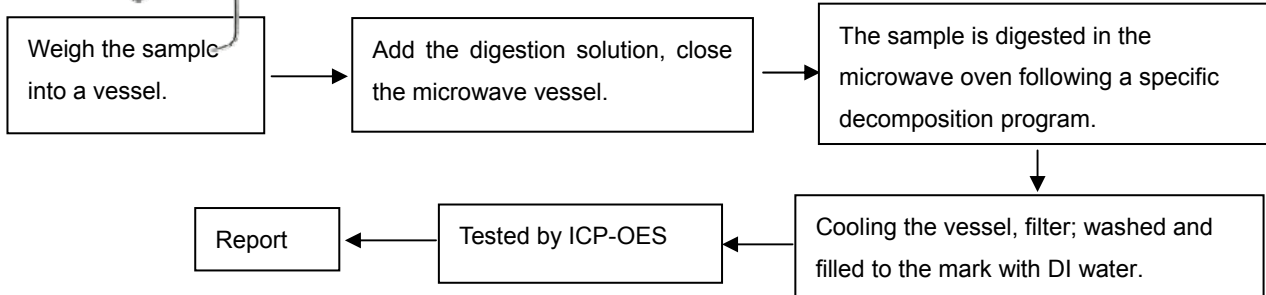 Weigh the sample
into a vessel.
Add the digestion solution, close
the microwave vessel.
The sample is digested in the
microwave oven following a specific
decomposition program.
Cooling the vessel, filter; washed and
filled to the mark with DI water.
Tested by ICP-OES
Report